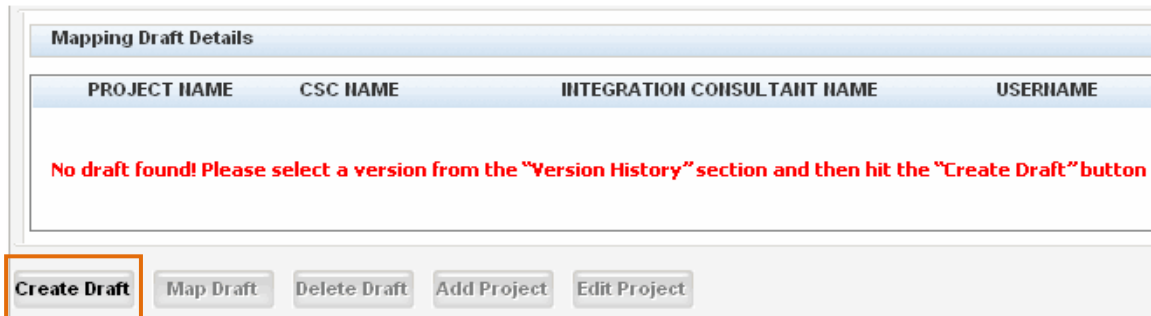 Mapping Draft Details
PROJECT NAME CSC NAME INTEGRATION CONSULTANT NAME USERNAME
No draft found! Please select a version from the "Version History" section and then hit the "Create Draft" button
Create Draft Map Draft Delete Draft Add Project Edit Project